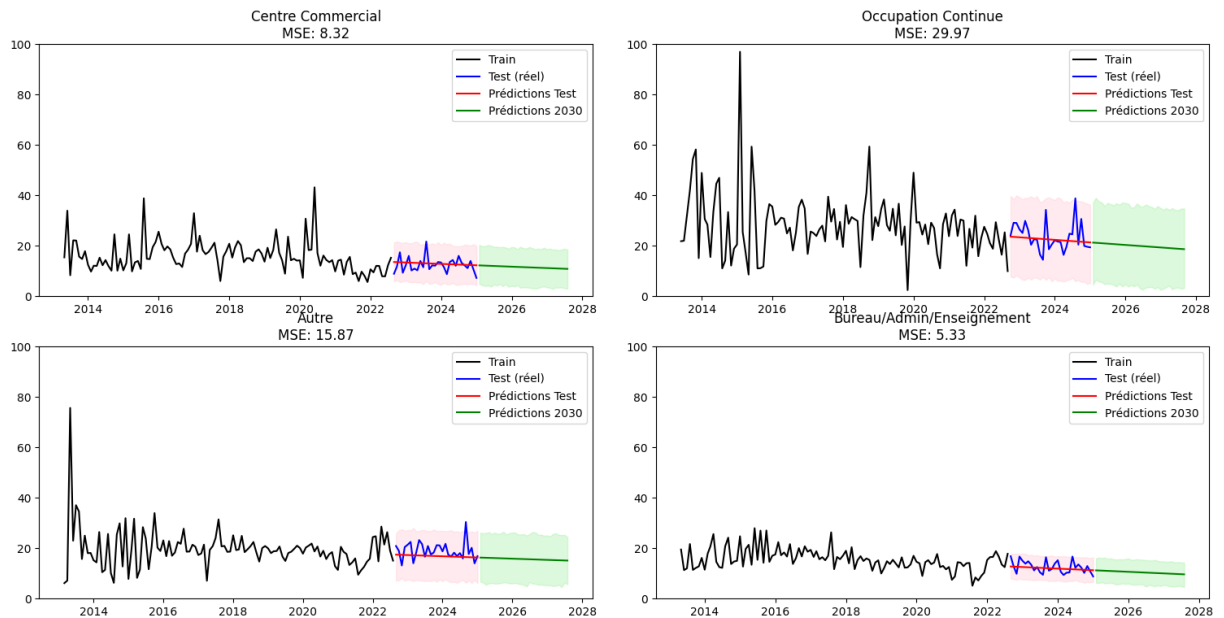 Centre Commercial
MSE: 8.32
100
80
60
40
20
0
Train
Test (réel)
Prédictions Test
Prédictions 2030
2014
2016
2018
2020
2022
2024
2026
2028
Occupation Continue
MSE: 29.97
100
80
60
40
20
0
Train
Test (réel)
Prédictions Test
Prédictions 2030
2014
2016
2018
2020
2022
2024
2026
2028
Autre
MSE: 15.87
100
80
60
40
20
0
Train
Test (réel)
Prédictions Test
Prédictions 2030
2014
2016
2018
2020
2022
2024
2026
2028
Bureau/Admin/Enseignement
MSE: 5.33
100
80
60
40
20
0
Train
Test (réel)
Prédictions Test
Prédictions 2030
2014
2016
2018
2020
2022
2024
2026
2028